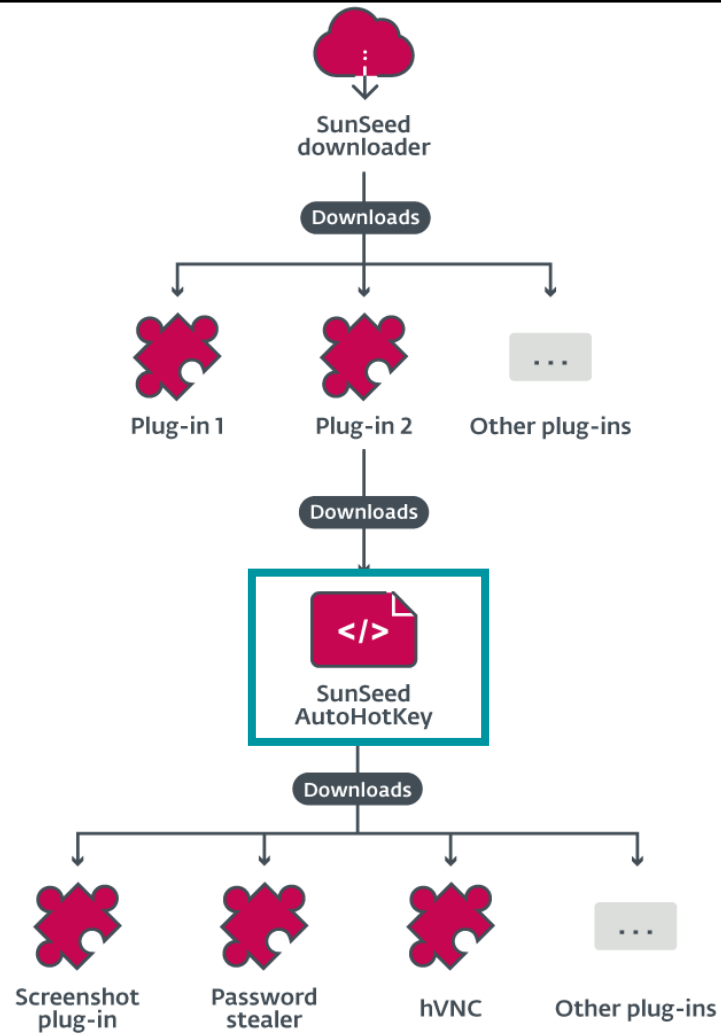 SunSeed
downloader
Downloads
Plug-in 1
Plug-in 2
Other plug-ins
...
Downloads
</>
SunSeed
AutoHotKey
Downloads
...
Screenshot
plug-in
Password
stealer
hVNC
Other plug-ins